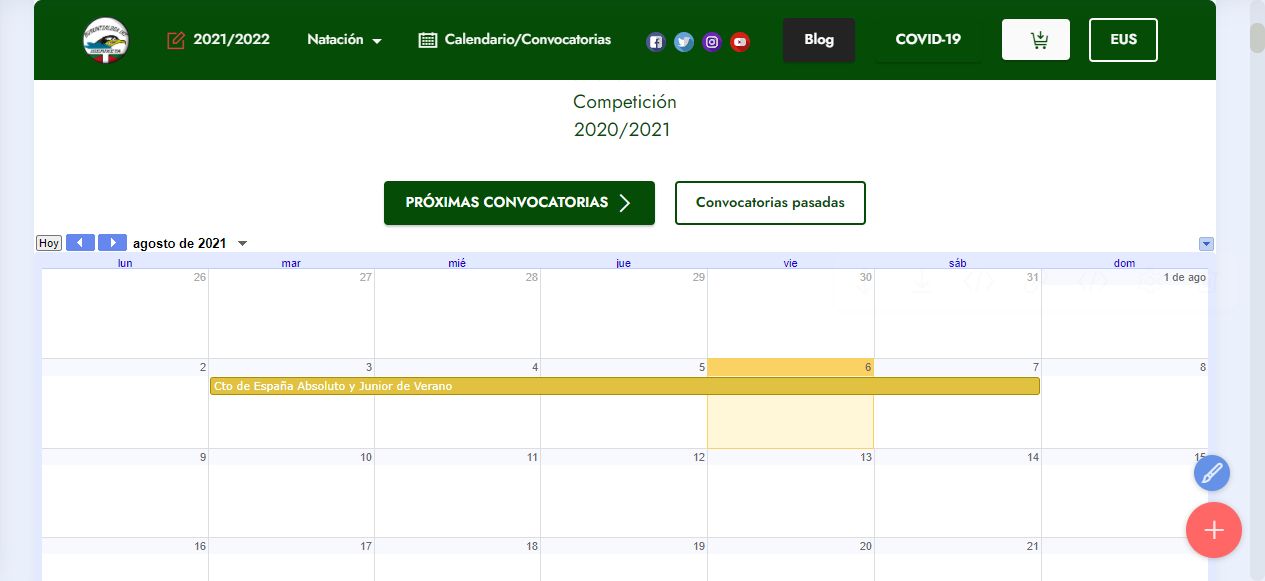 2021/2022 Natación Calendario/Convocatorias Blog COVID-19 EUS
Competición
2020/2021
PRÓXIMAS CONVOCATORIAS Convocatorias pasadas
Hoy agosto de 2021
lun mar mié jue vie sáb dom
26 27 28 29 30 31 1 de ago
2 3 4 5 6 7 8
Cto de España Absoluto y Junior de Verano
9 10 11 12 13 14 15
16 17 18 19 20 21